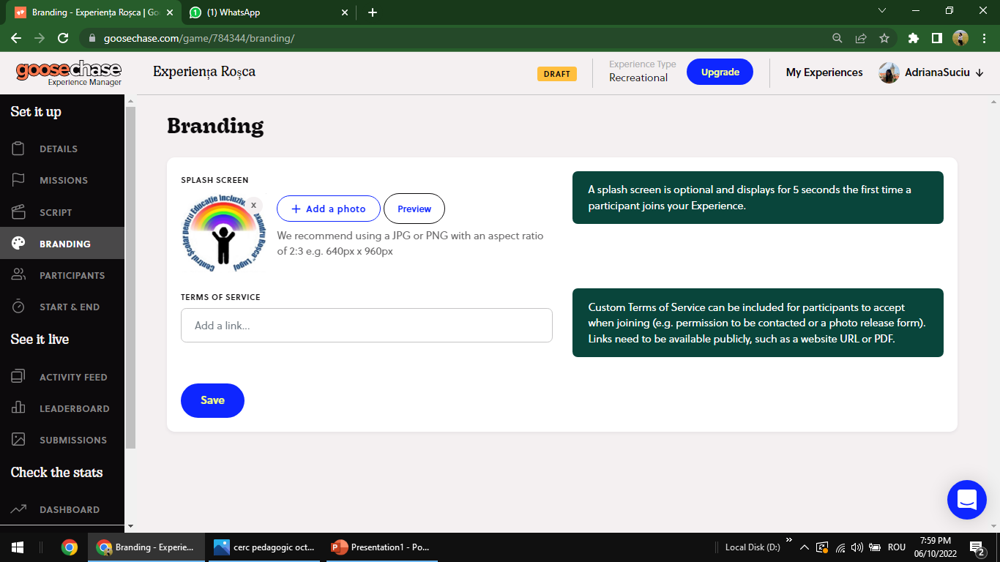 Branding - Experiența Roșca | Go
(1) WhatsApp
goosechase.com/game/784344/branding/
goosechase
Experience Manager
Experiența Roșca
DRAFT
Experience Type
Recreational
Upgrade
My Experiences
AdrianaSuciu
Set it up
DETAILS
MISSIONS
SCRIPT
BRANDING
PARTICIPANTS
START & END
See it live
ACTIVITY FEED
LEADERBOARD
SUBMISSIONS
Check the stats
DASHBOARD
Branding
SPLASH SCREEN
x
pentru Educație Incluziv
Centrul Școlar
Roșca" Lugoj
+ Add a photo
Preview
We recommend using a JPG or PNG with an aspect ratio
of 2:3 e.g. 640px x 960px
A splash screen is optional and displays for 5 seconds the first time a
participant joins your Experience.
TERMS OF SERVICE
Add a link...
Custom Terms of Service can be included for participants to accept
when joining (e.g. permission to be contacted or a photo release form).
Links need to be available publicly, such as a website URL or PDF.
Save
Branding - Experie...
cerc pedagogic oct...
Presentation1 - Po...
Local Disk (D:)
ROU
7:59 PM
06/10/2022
2